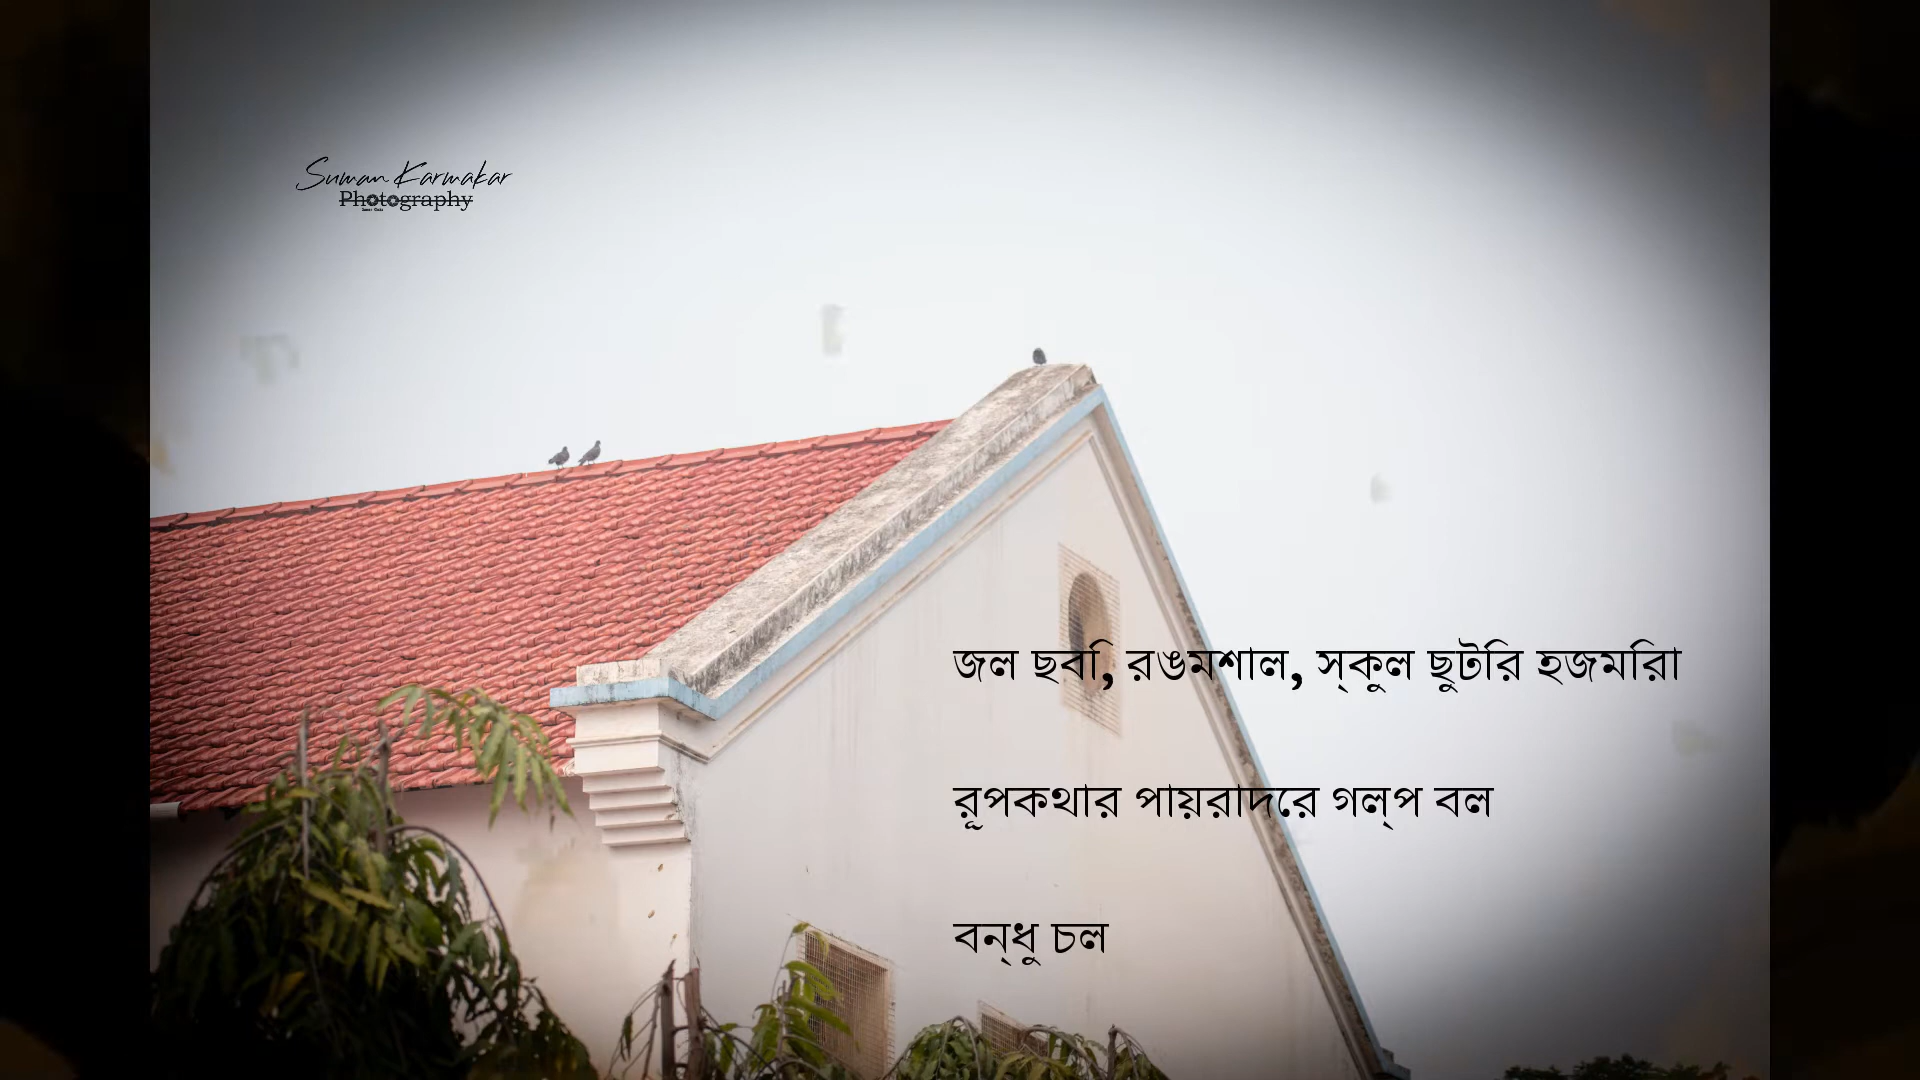 Suman Karmakar
Photography
জল ছবি, রঙমশাল, স্কুল ছুটির হজমিরা
রূপকথার পায়রাদের গল্প বল
বন্ধু চল